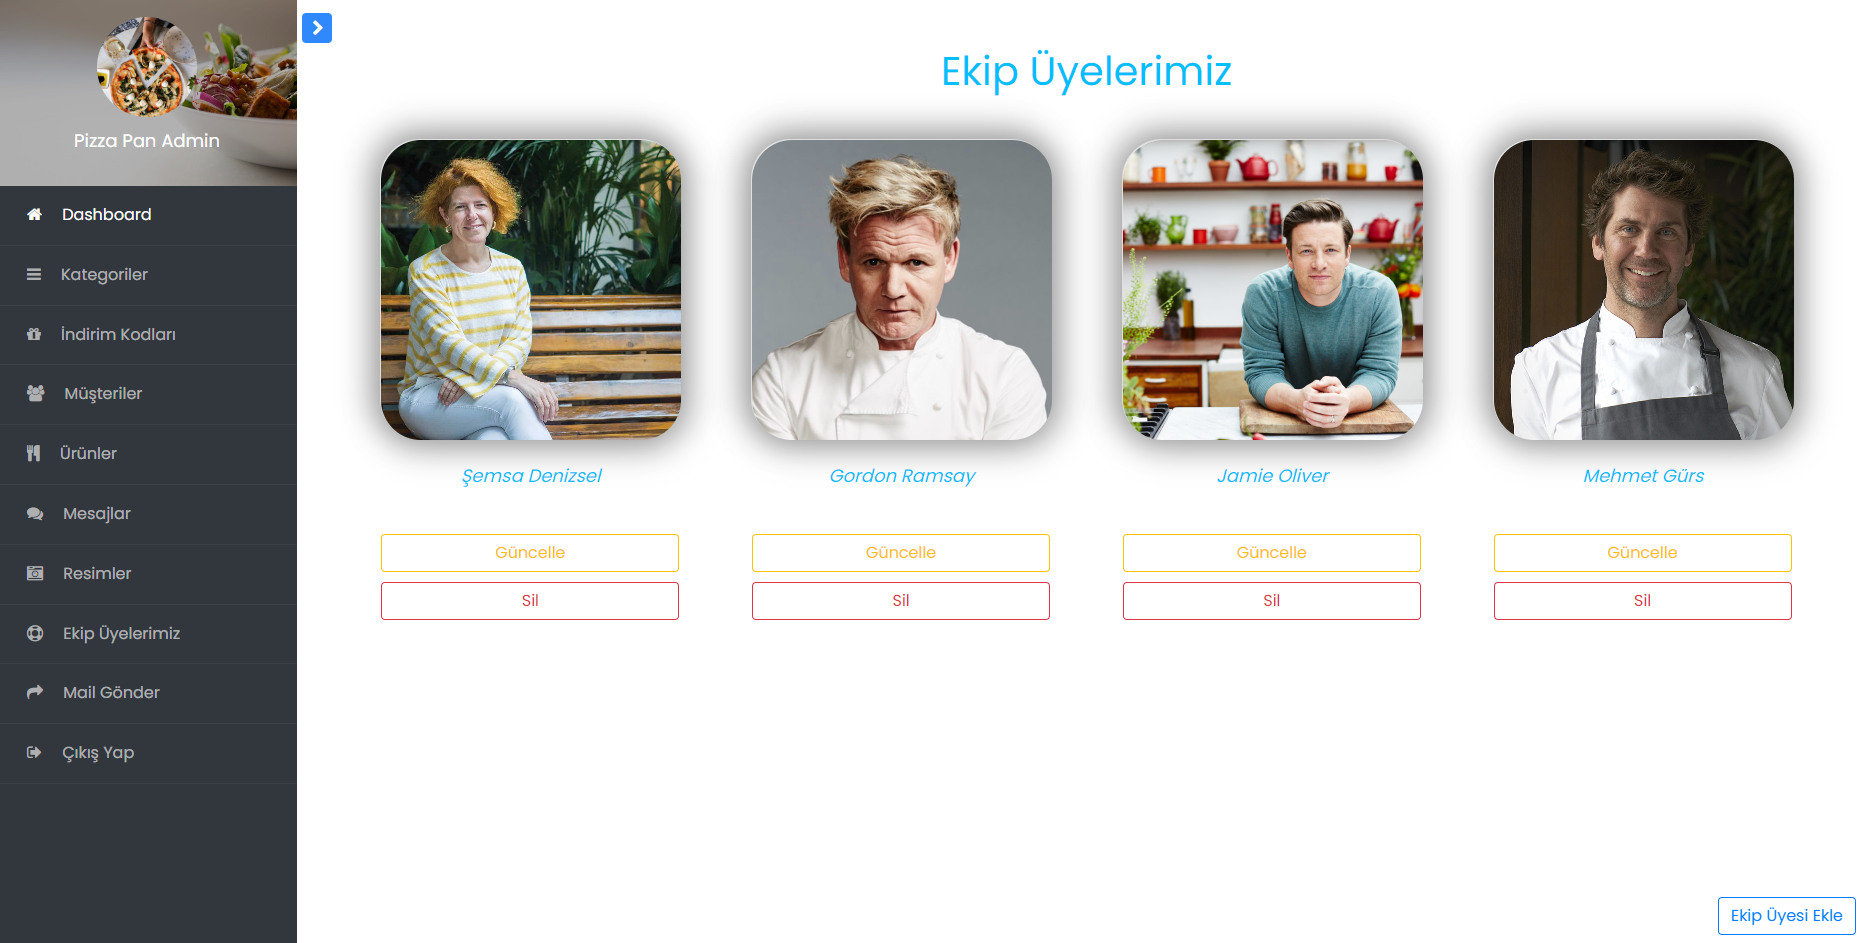 Pizza Pan Admin
Dashboard
Kategoriler
İndirim Kodları
Müşteriler
Ürünler
Mesajlar
Resimler
Ekip Üyelerimiz
Mail Gönder
Çıkış Yap
Ekip Üyelerimiz
Şemsa Denizsel
Güncelle
Sil
Gordon Ramsay
Güncelle
Sil
Jamie Oliver
Güncelle
Sil
Mehmet Gürs
Güncelle
Sil
Ekip Üyesi Ekle